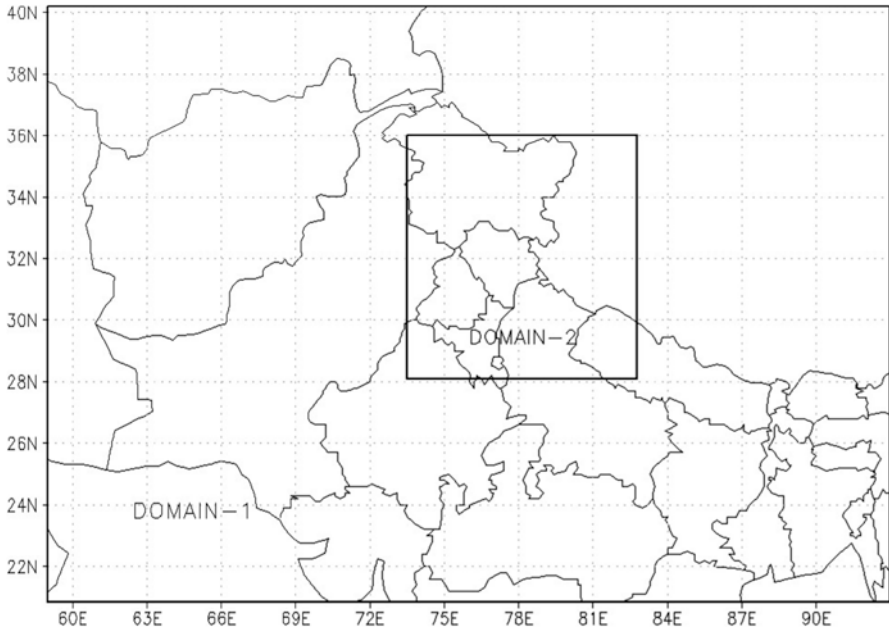 40N
38N
36N
34N
32N
30N
DOMAIN-2
28N
26N
24N
DOMAIN-1
22N
60E 63E 66E 69E 72E 75E 78E 81E 84E 87E 90E